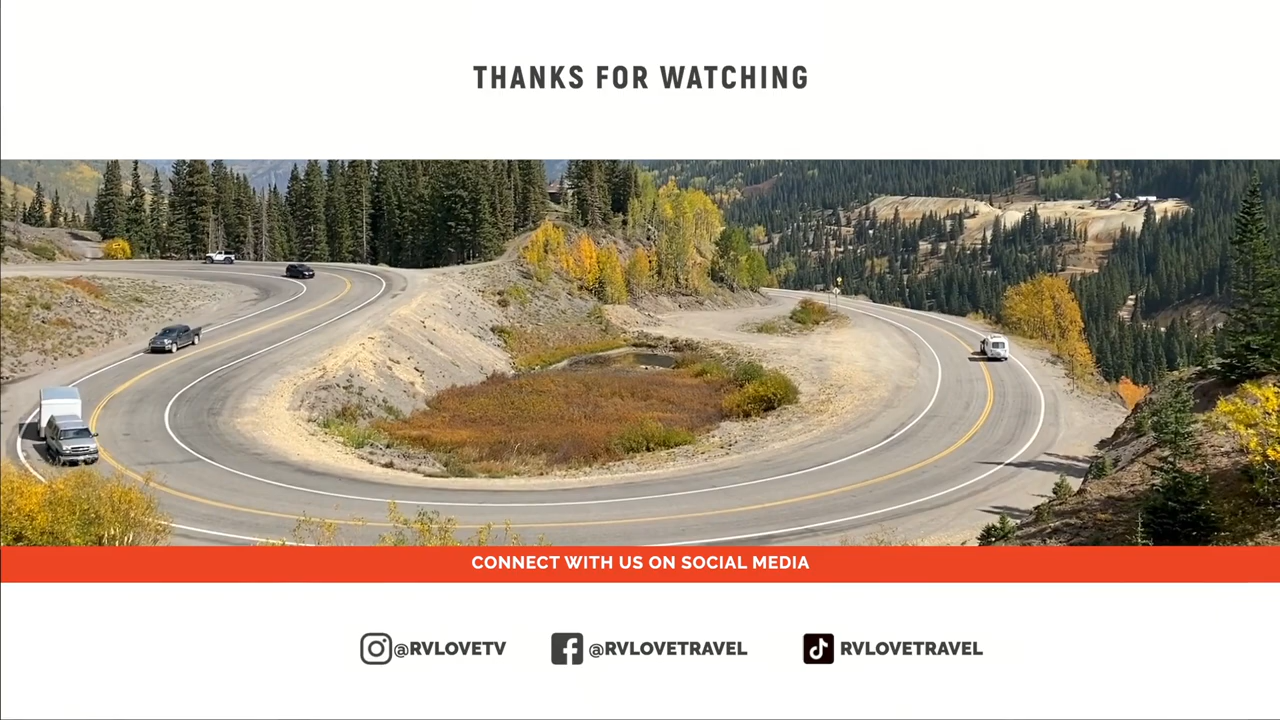 THANKS FOR WATCHING
CONNECT WITH US ON SOCIAL MEDIA
@RVLOVETV @RVLOVETRAVEL RVLOVETRAVEL